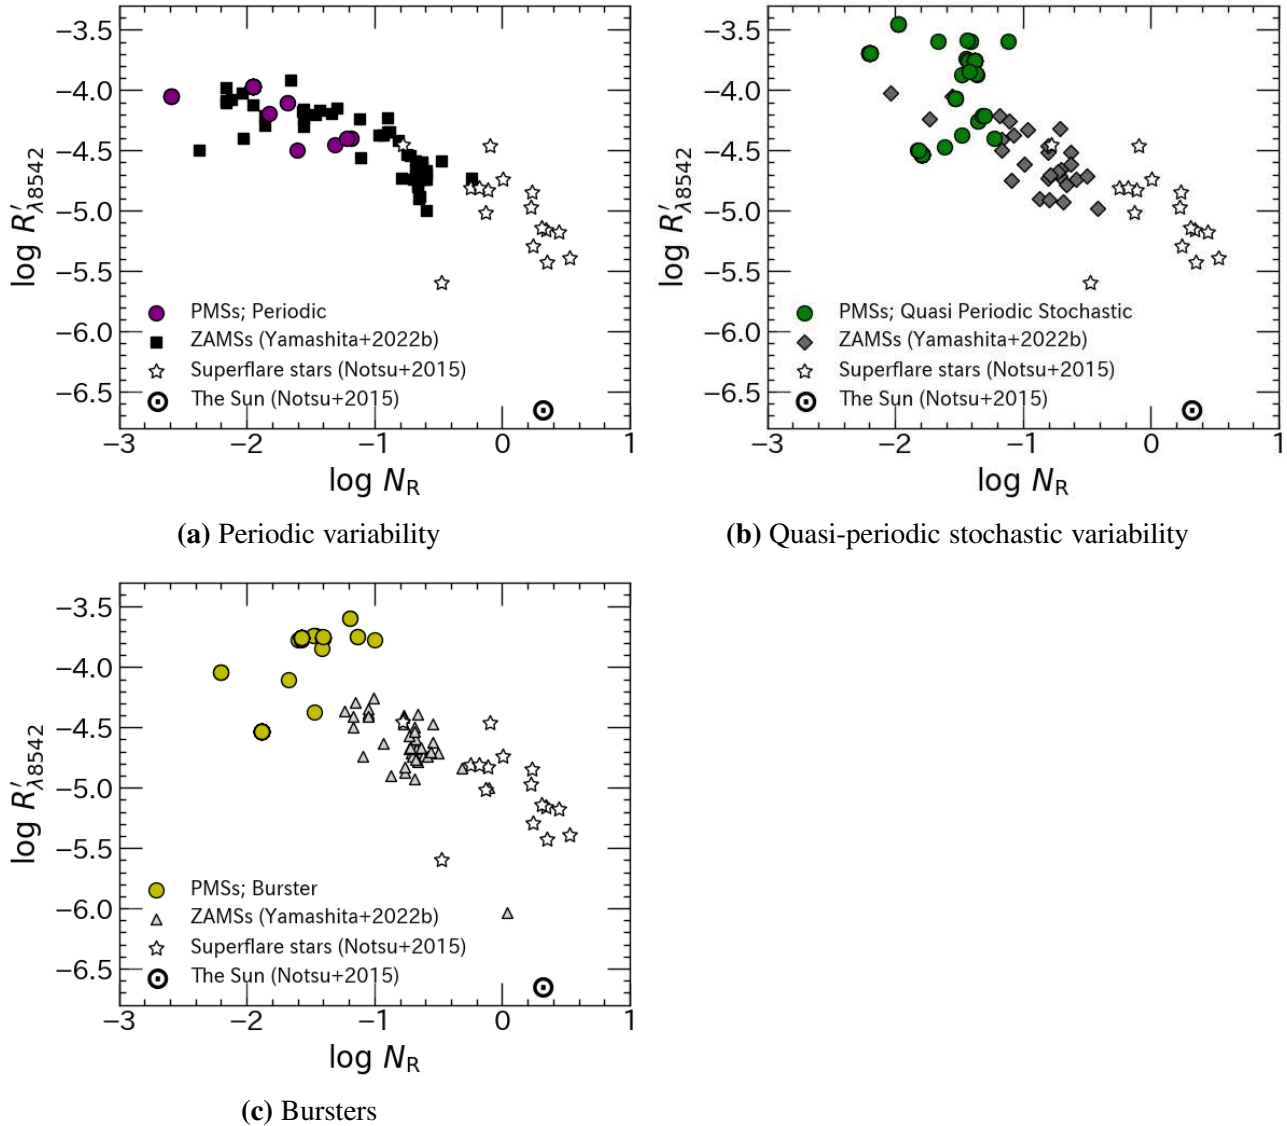 −3.5
−4.0
−4.5
−5.0
−5.5
−6.0
−6.5
log R′λ8542
PMSs; Periodic
ZAMSs (Yamashita+2022b)
Superflare stars (Notsu+2015)
The Sun (Notsu+2015)
−3 −2 −1 0 1
log NR
(a) Periodic variability
−3.5
−4.0
−4.5
−5.0
−5.5
−6.0
−6.5
log R′λ8542
PMSs; Quasi Periodic Stochastic
ZAMSs (Yamashita+2022b)
Superflare stars (Notsu+2015)
The Sun (Notsu+2015)
−3 −2 −1 0 1
log NR
(b) Quasi-periodic stochastic variability
−3.5
−4.0
−4.5
−5.0
−5.5
−6.0
−6.5
log R′λ8542
PMSs; Burster
ZAMSs (Yamashita+2022b)
Superflare stars (Notsu+2015)
The Sun (Notsu+2015)
−3 −2 −1 0 1
log NR
(c) Bursters